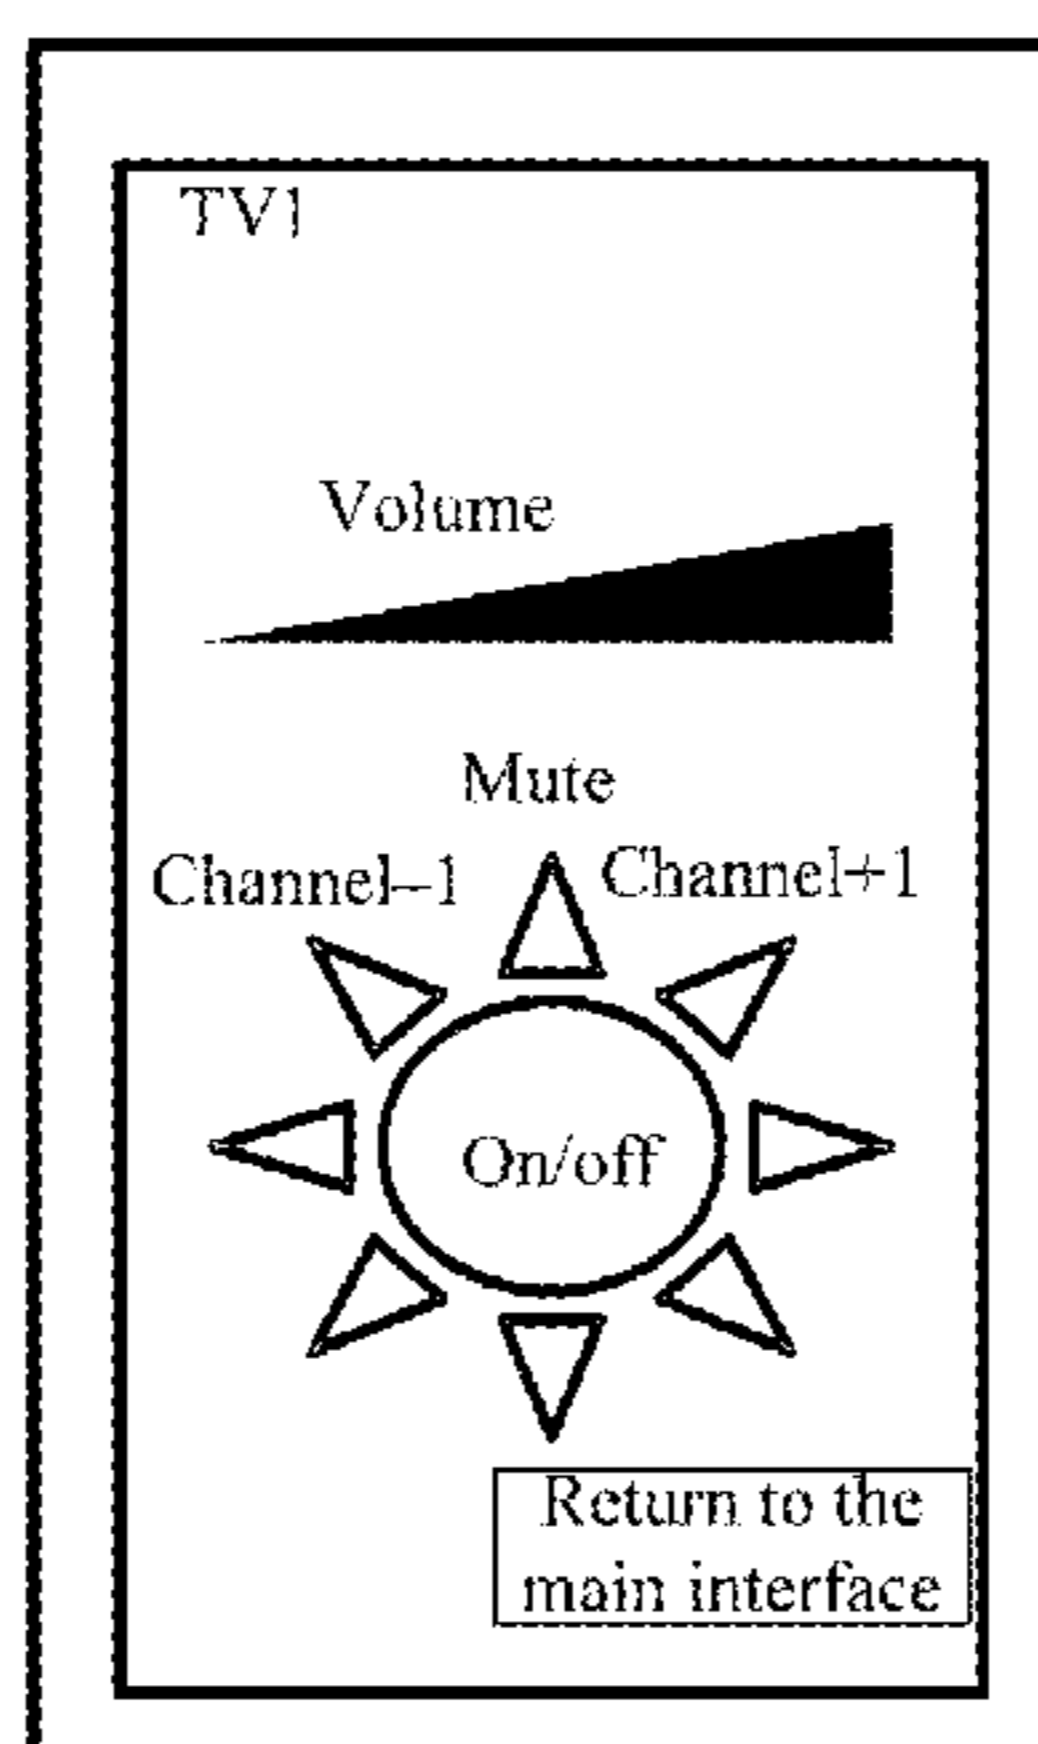 TV1
Volume
Mute
Channel–1
Channel+1
On/off
Return to the
main interface